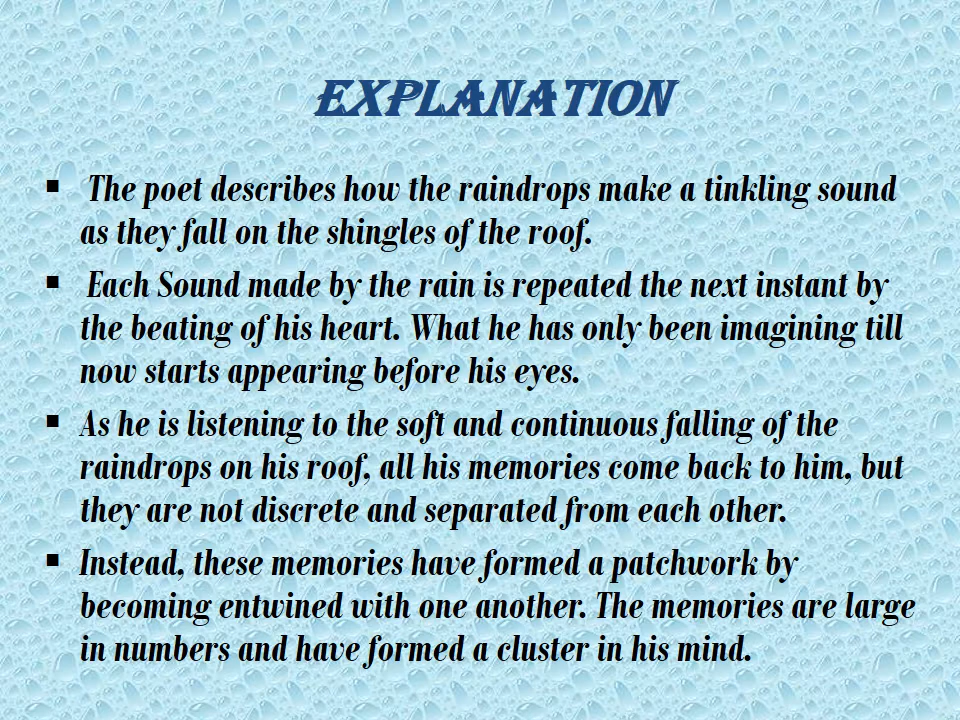 EXPLANATION
▪ The poet describes how the raindrops make a tinkling sound
as they fall on the shingles of the roof.
▪ Each Sound made by the rain is repeated the next instant by
the beating of his heart. What he has only been imagining till
now starts appearing before his eyes.
▪ As he is listening to the soft and continuous falling of the
raindrops on his roof, all his memories come back to him, but
they are not discrete and separated from each other.
▪ Instead, these memories have formed a patchwork by
becoming entwined with one another. The memories are large
in numbers and have formed a cluster in his mind.